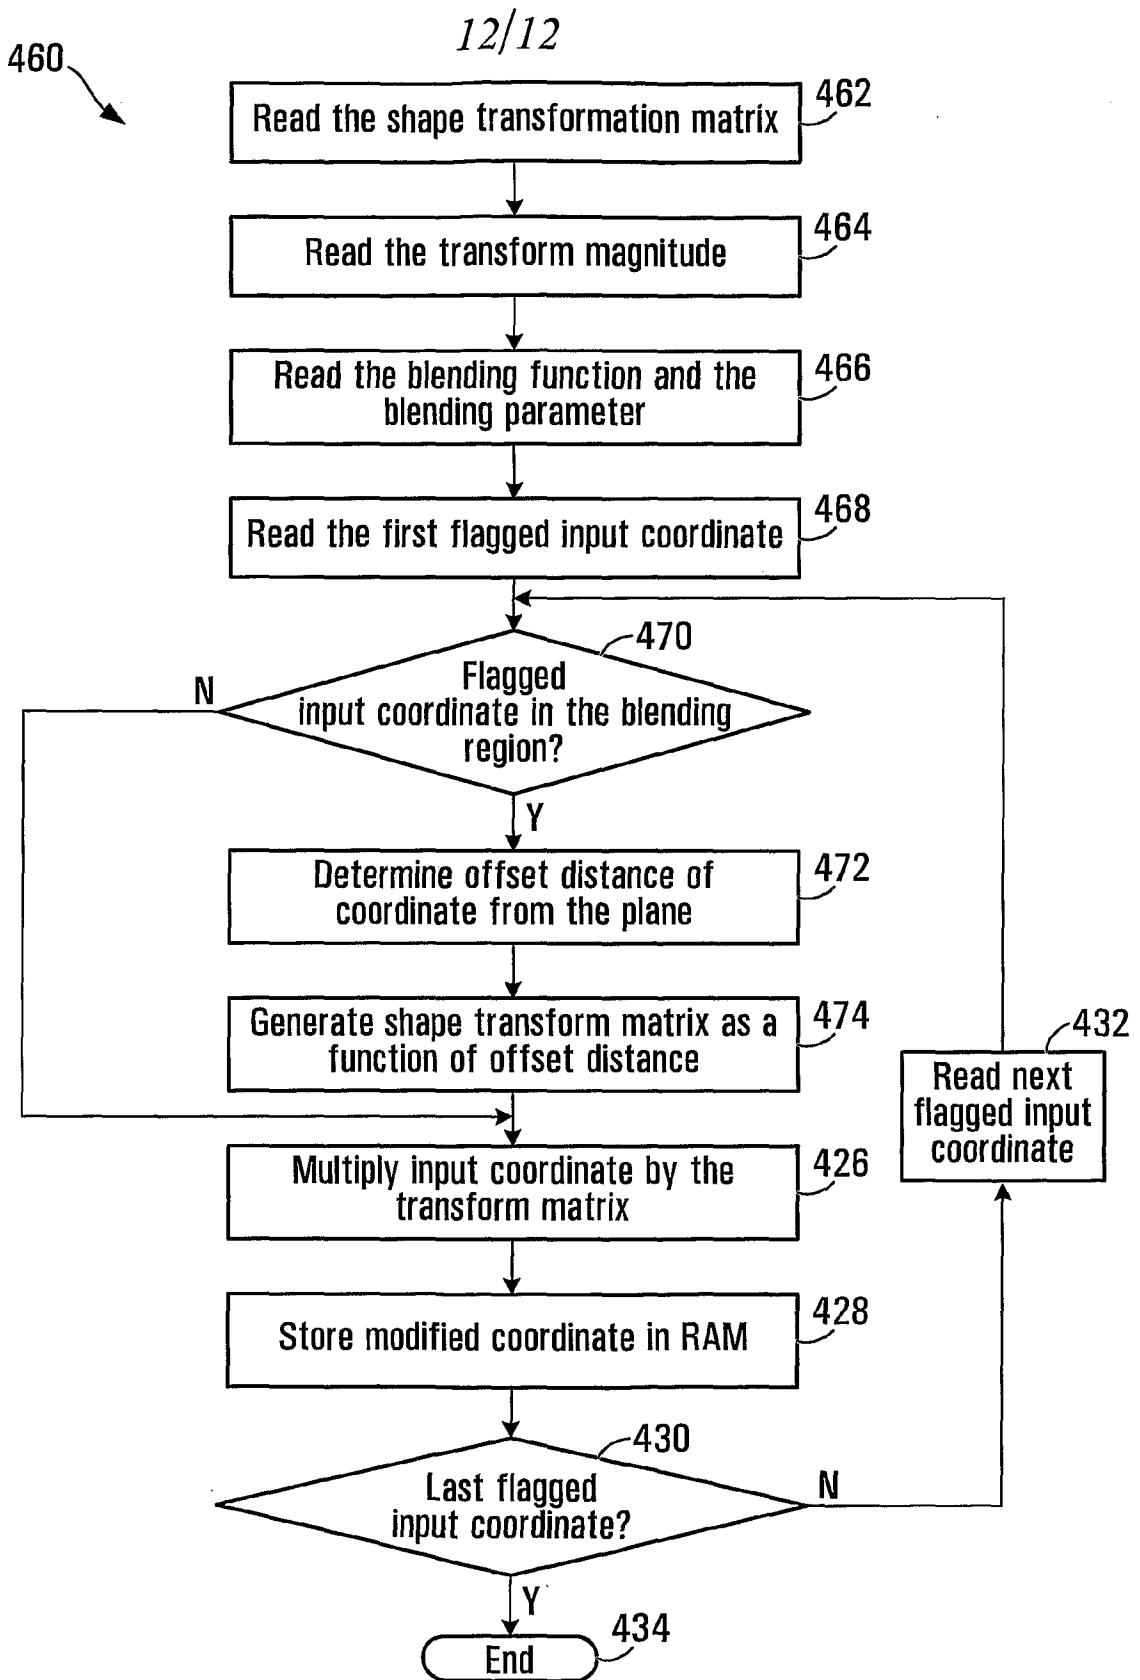 12/12
460
Read the shape transformation matrix
462
Read the transform magnitude
464
Read the blending function and the
blending parameter
466
Read the first flagged input coordinate
468
470
Flagged
input coordinate in the blending
region?
N
Y
Determine offset distance of
coordinate from the plane
472
Generate shape transform matrix as a
function of offset distance
474
432
Read next
flagged input
coordinate
Multiply input coordinate by the
transform matrix
426
Store modified coordinate in RAM
428
430
Last flagged
input coordinate?
N
Y
End
434